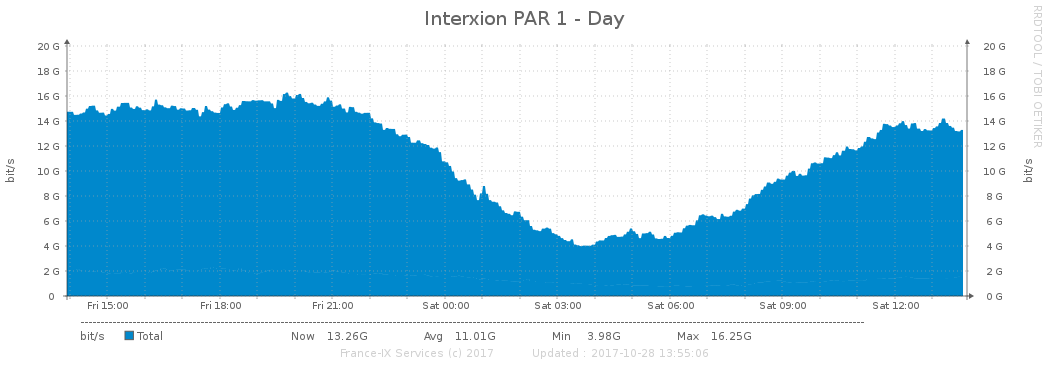 Interxion PAR 1 - Day
RRDTOOL / TOBI OETIKER
20 G 20 G
18 G 18 G
16 G 16 G
14 G 14 G
12 G 12 G
10 G 10 G
8 G 8 G
6 G 6 G
4 G 4 G
2 G 2 G
0 0 G
bit/s bit/s
Fri 15:00 Fri 18:00 Fri 21:00 Sat 00:00 Sat 03:00 Sat 06:00 Sat 09:00 Sat 12:00
bit/s Total Now 13.26G Avg 11.01G Min 3.98G Max 16.25G
France-IX Services (c) 2017 Updated : 2017-10-28 13:55:06